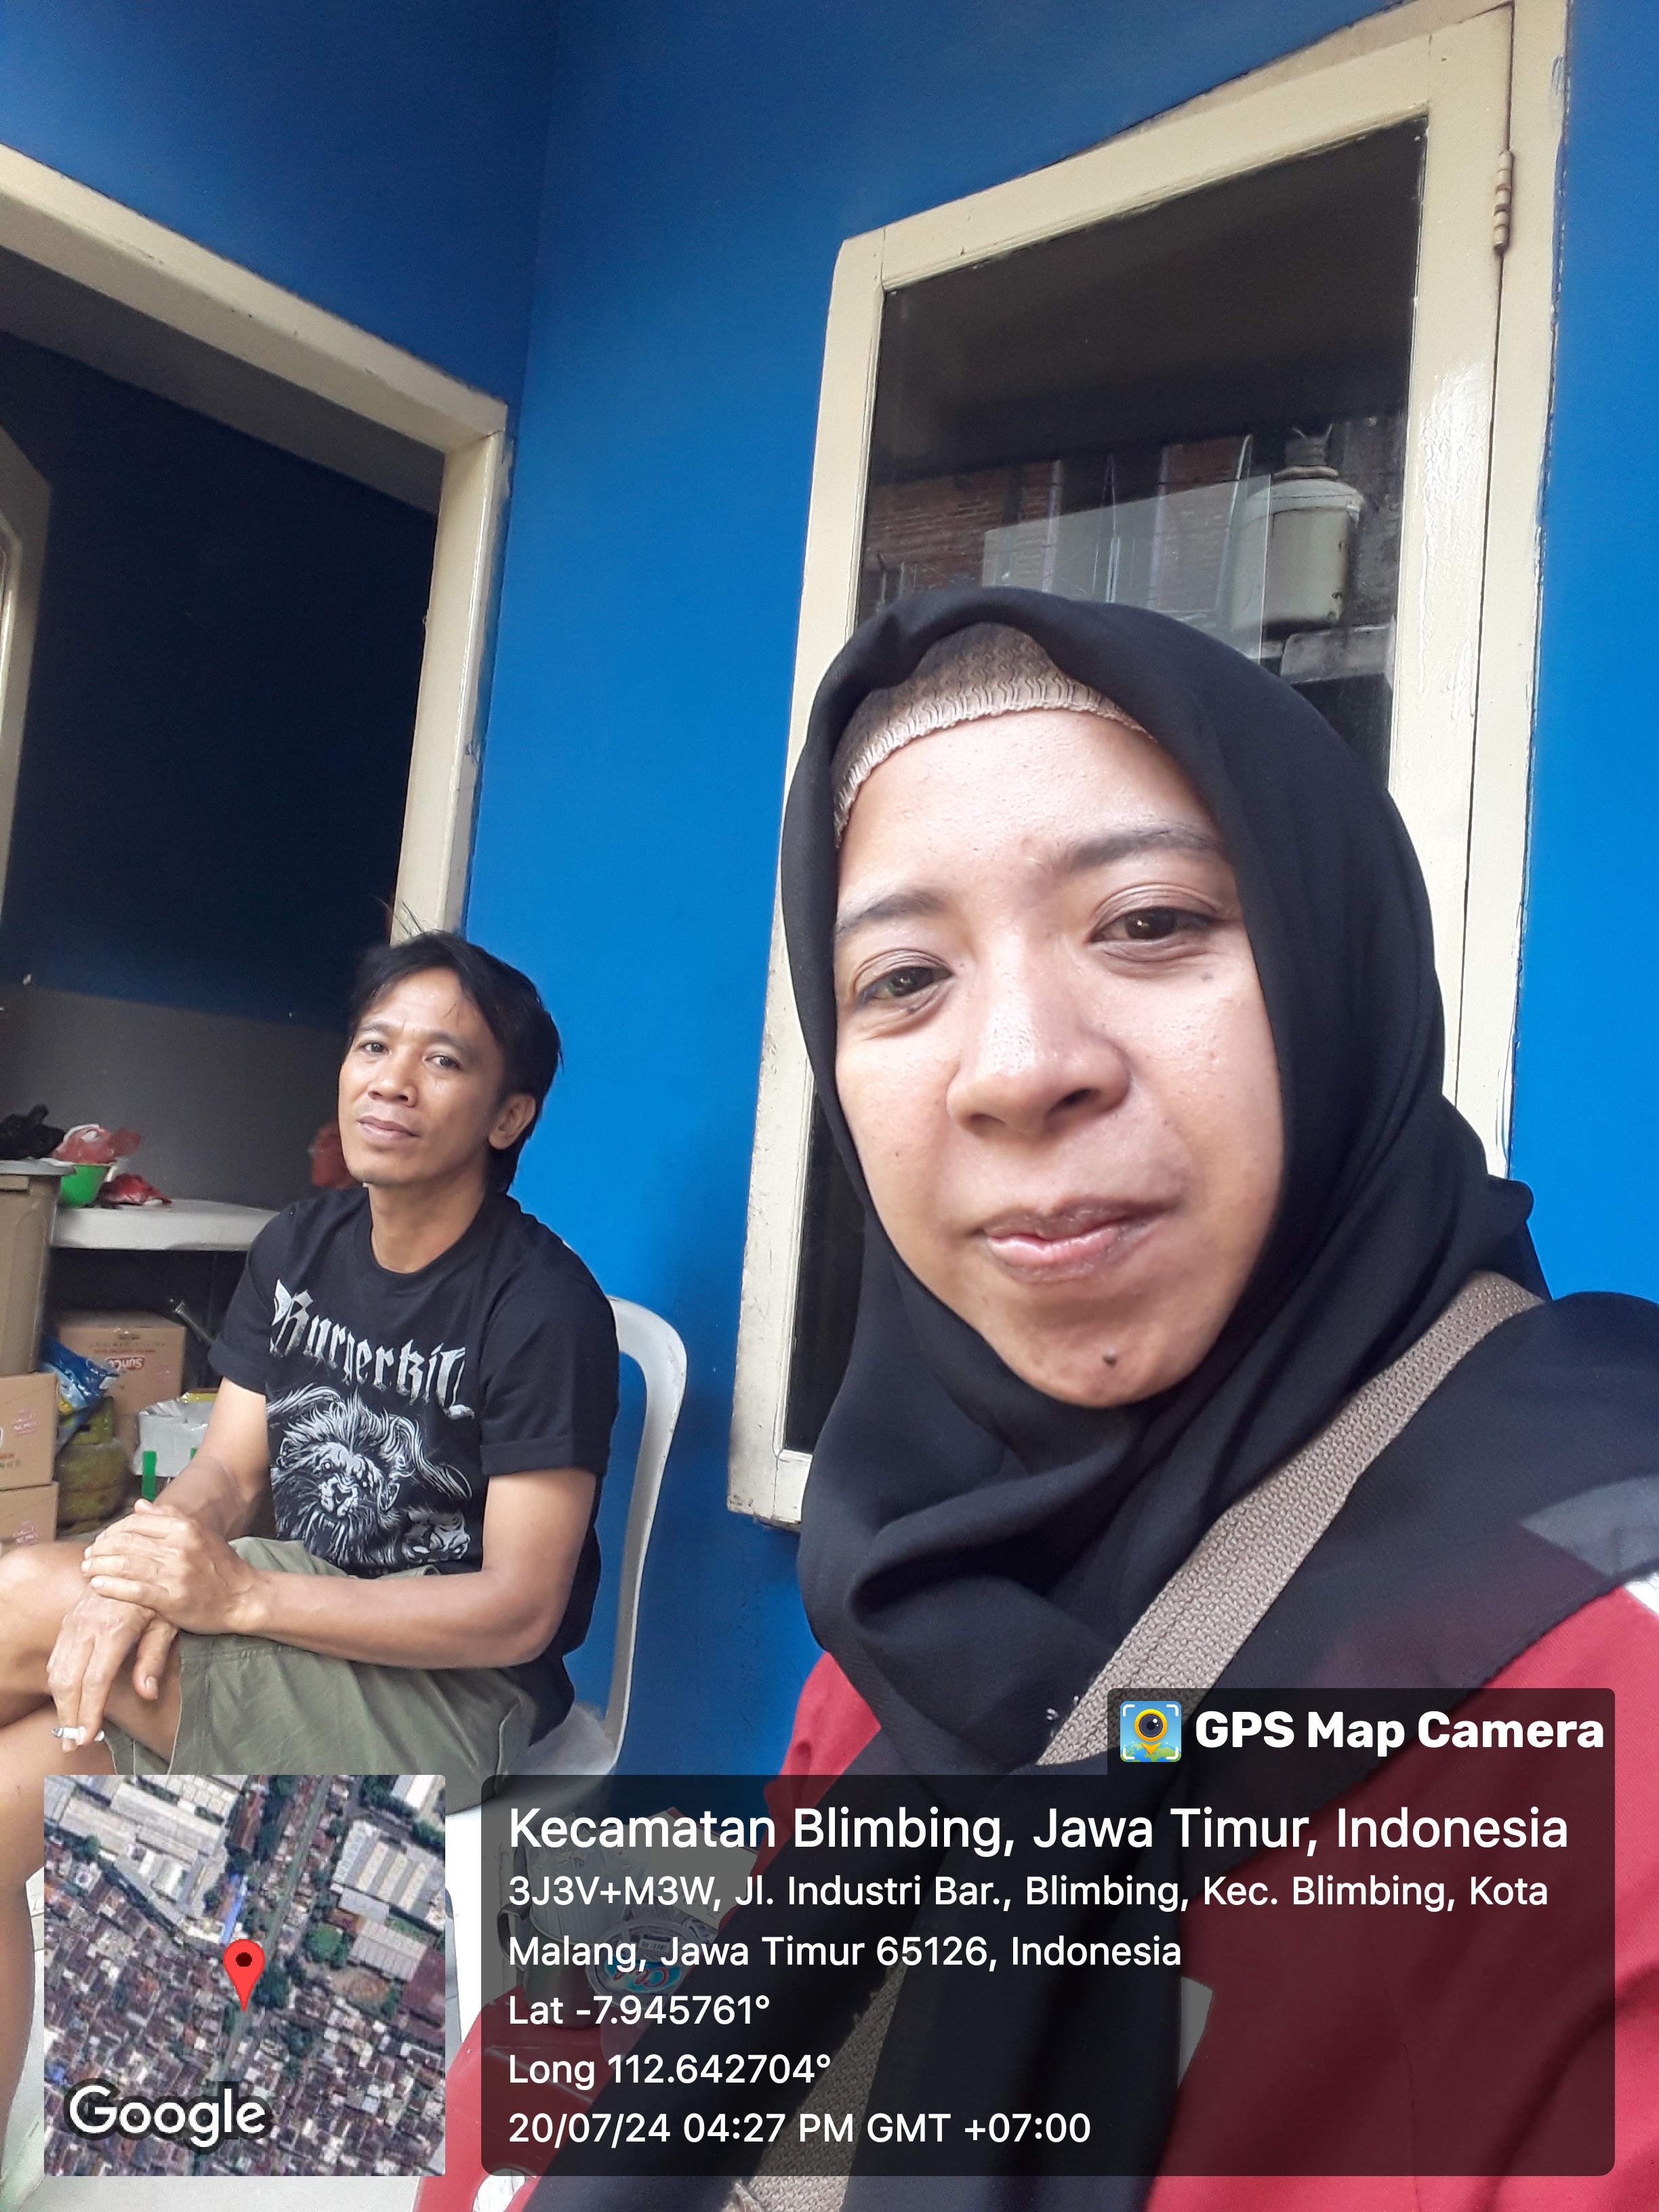 Burgerkill
SunCo
GPS Map Camera
Kecamatan Blimbing, Jawa Timur, Indonesia
3J3V+M3W, Jl. Industri Bar., Blimbing, Kec. Blimbing, Kota
Malang, Jawa Timur 65126, Indonesia
Lat -7.945761°
Long 112.642704°
20/07/24 04:27 PM GMT +07:00
Google